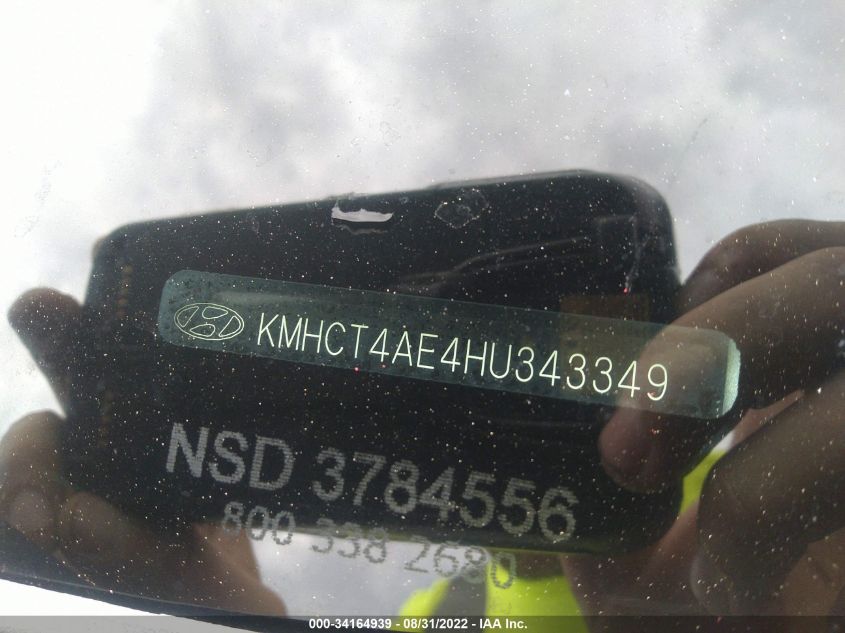 KMHCT4AE4HU343349
NSD 3784556
800 338 2680
000-34164939 - 08/31/2022 - IAA Inc.